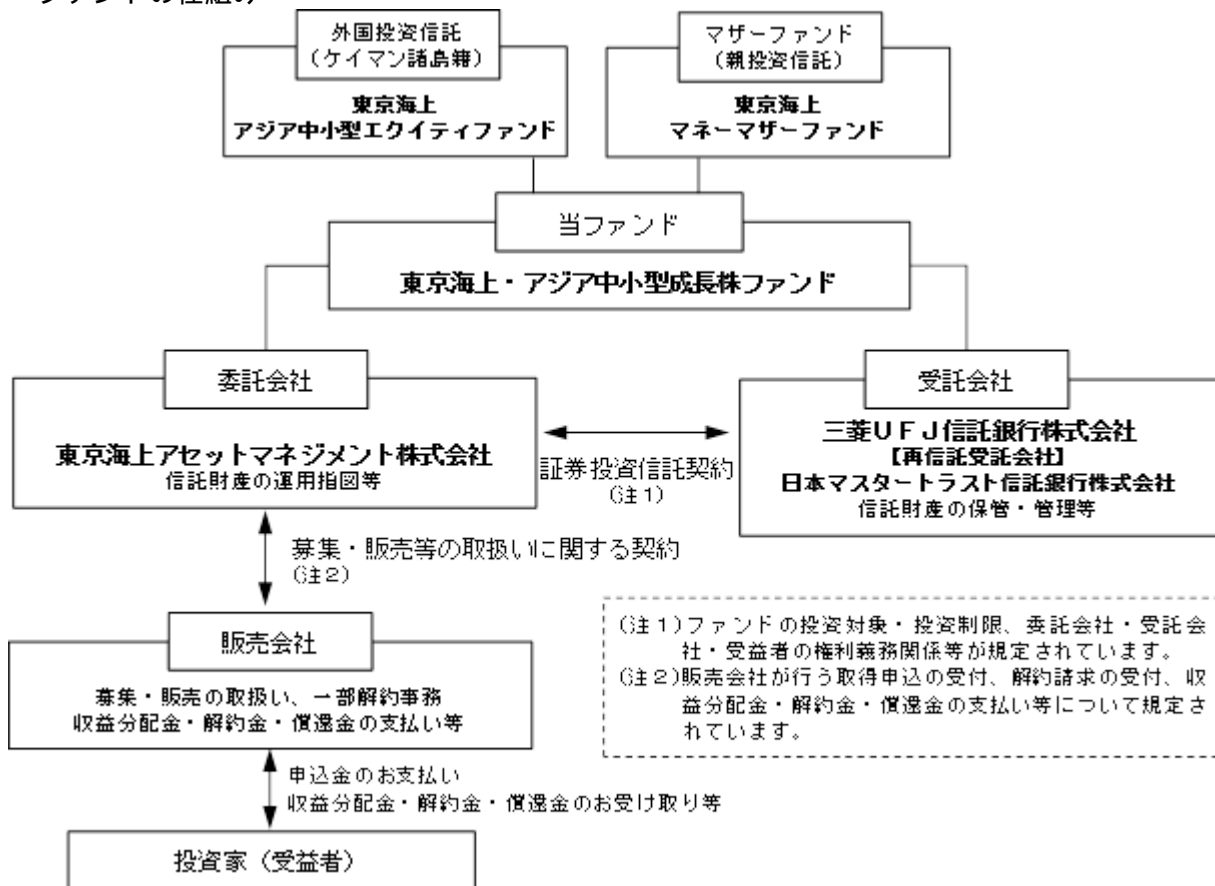 ファンドの仕組み
外国投資信託
（ケイマン諸島籍）
東京海上
アジア中小型エクイティファンド
マザーファンド
（親投資信託）
東京海上
マネーマザーファンド
当ファンド
東京海上・アジア中小型成長株ファンド
委託会社
東京海上アセットマネジメント株式会社
信託財産の運用指図等
証券投資信託契約
（注１）
受託会社
三菱ＵＦＪ信託銀行株式会社
【再信託受託会社】
日本マスタートラスト信託銀行株式会社
信託財産の保管・管理等
募集・販売等の取扱いに関する契約
（注２）
販売会社
募集・販売の取扱い、一部解約事務
収益分配金・解約金・償還金の支払い等
（注１）ファンドの投資対象・投資制限、委託会社・受託会
社・受益者の権利義務関係等が規定されています。
（注２）販売会社が行う取得申込の受付、解約請求の受付、収
益分配金・解約金・償還金の支払い等について規定さ
れています。
申込金のお支払い
収益分配金・解約金・償還金のお受け取り等
投資家（受益者）